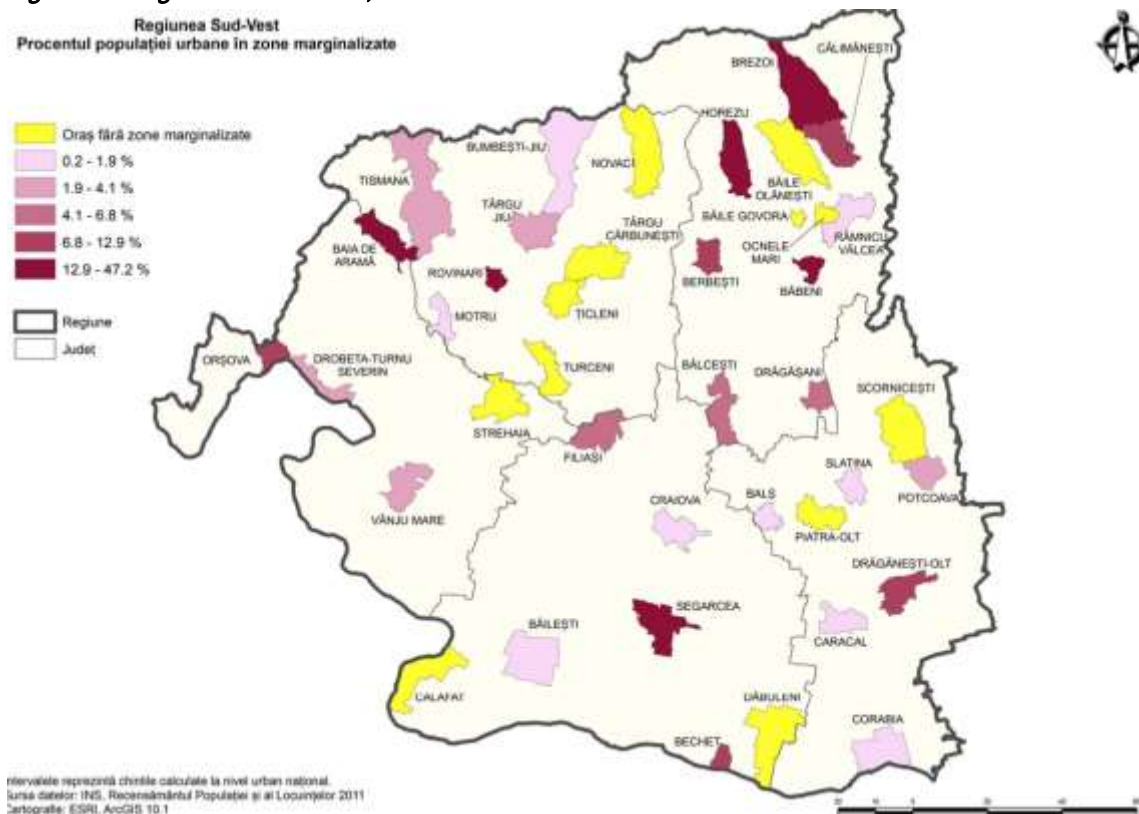 Regiunea Sud-Vest
Procentul populației urbane în zone marginalizate
Oraș fără zone marginalizate
0.2 - 1.9 %
1.9 - 4.1 %
4.1 - 6.8 %
6.8 - 12.9 %
12.9 - 47.2 %
Regiune
Județ
CĂLIMĂNEȘTI
BREZOI
HOREZU
BUMBEȘTI-JIU
NOVACI
TISMANA
BĂILE
OLĂNEȘTI
TÂRGU
JIU
BĂILE GOVORA
TÂRGU
CĂRBUNEȘTI
OCNELE
MARI
RÂMNICU
VÂLCEA
BAIA DE
ARAMĂ
ROVINARI
BERBEȘTI
BĂBENI
MOTRU
ȚICLENI
ORȘOVA
DROBETA-TURNU
SEVERIN
TURCENI
BĂLCEȘTI
DRĂGĂȘANI
SCORNICEȘTI
STREHAIA
FILIAȘI
SLATINA
POTCOAVA
VÂNJU MARE
CRAIOVA
BALȘ
PIATRA-OLT
DRĂGĂNEȘTI-OLT
SEGARCEA
BĂILEȘTI
CARACAL
CALAFAT
DĂBULENI
CORABIA
BECHET
ntervalele reprezintă chintile calculate la nivel urban național.
ursa datelor: INS, Recensământul Populației și al Locuințelor 2011
Cartografie: ESRI, ArcGIS 10.1